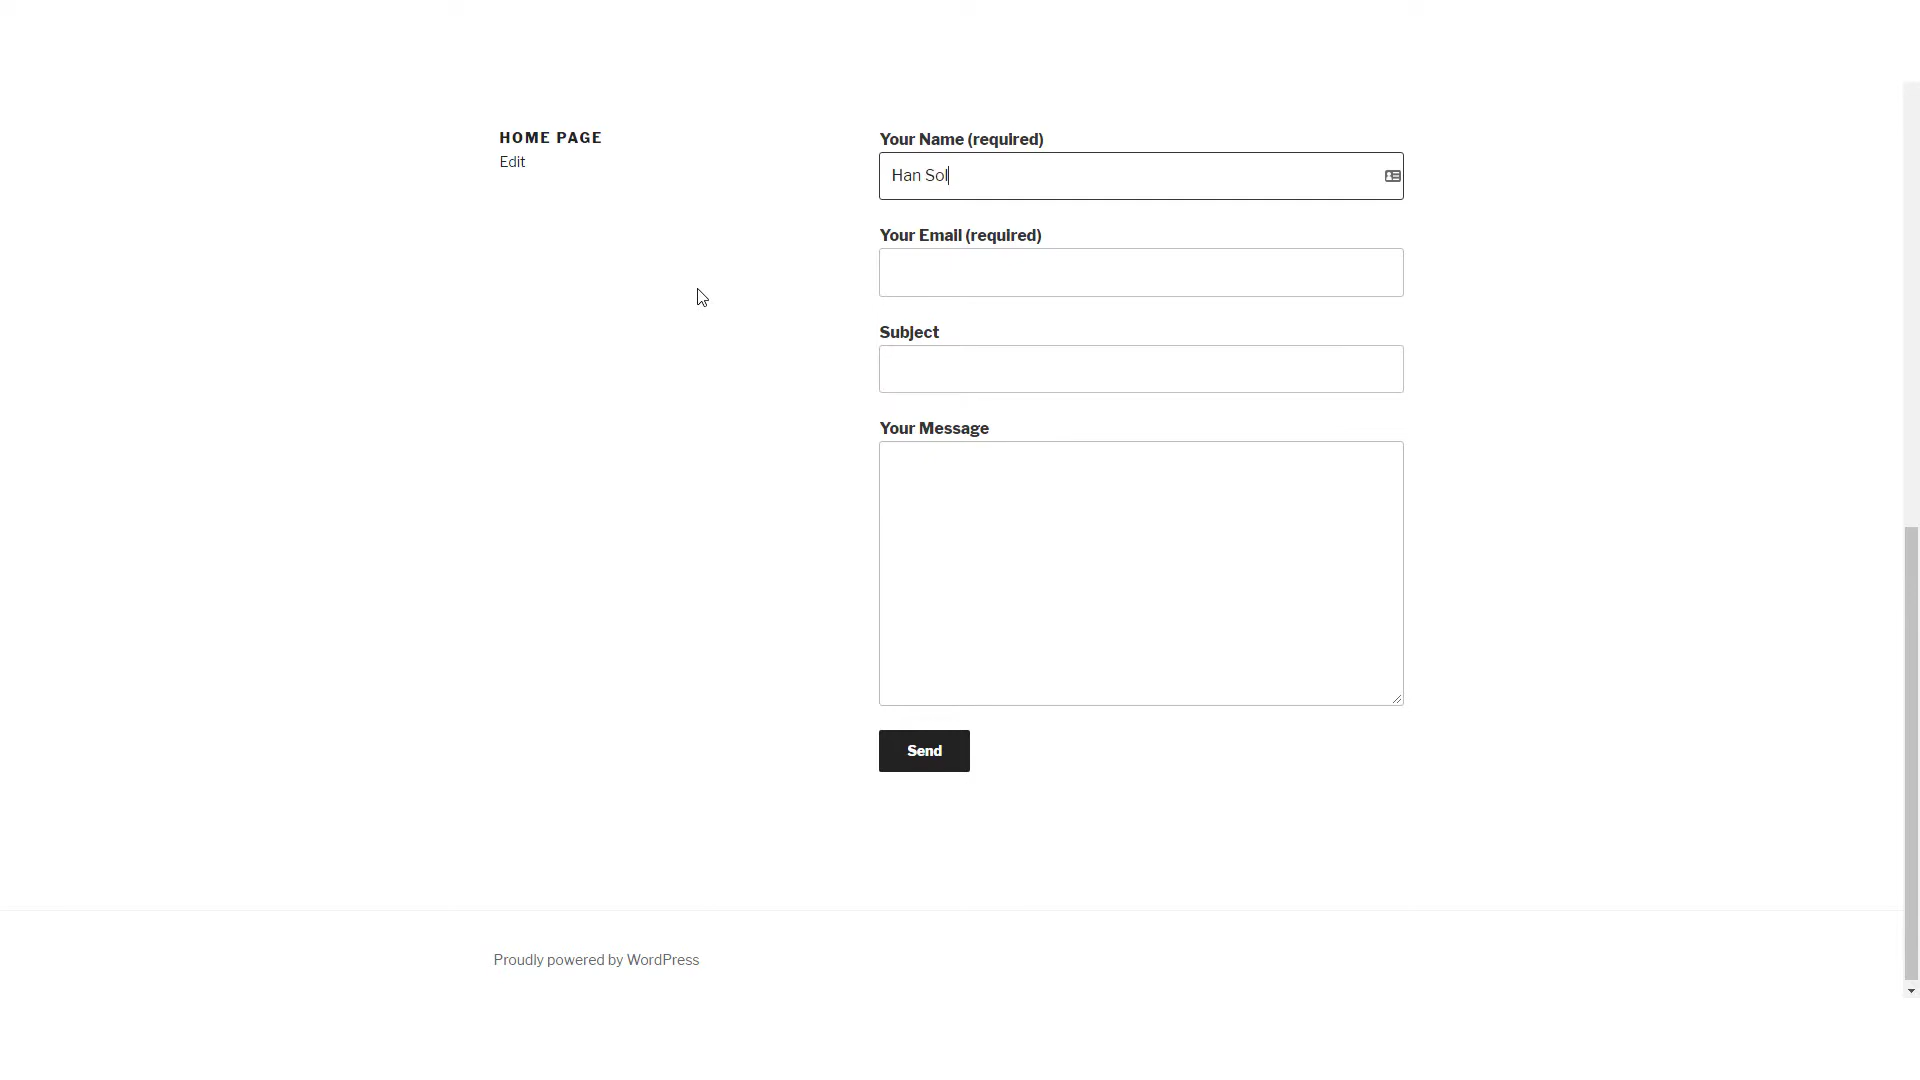 HOME PAGE
Edit
Your Name (required)
Han Sol
Your Email (required)
Subject
Your Message
Send
Proudly powered by WordPress